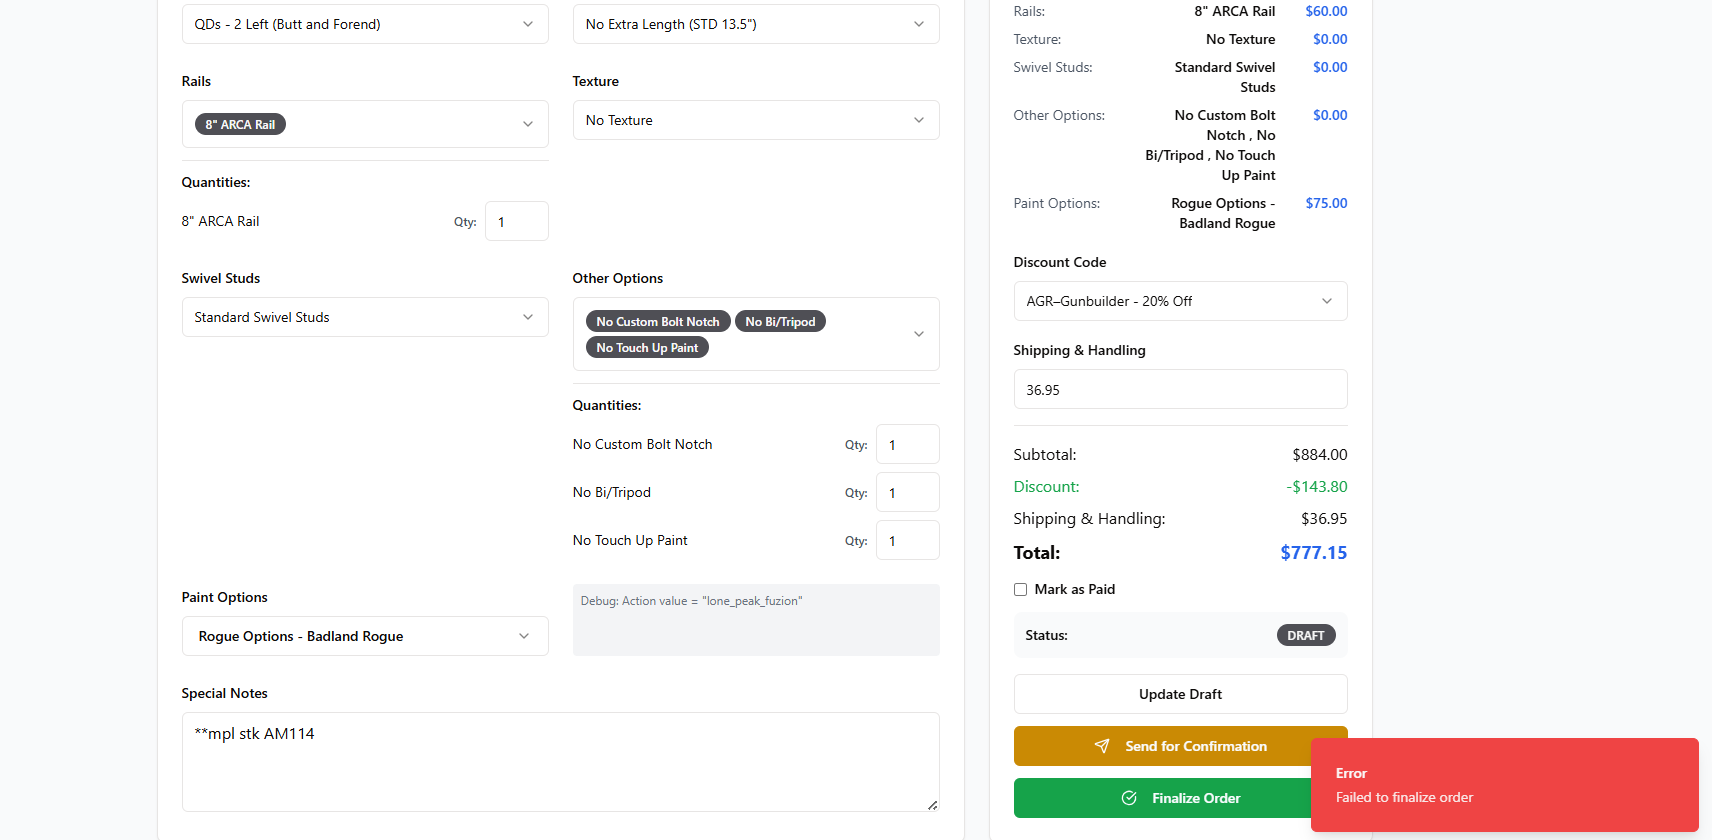 QDs - 2 Left (Butt and Forend)
No Extra Length (STD 13.5")
Rails
8" ARCA Rail
Texture
No Texture
Quantities:
8" ARCA Rail
Qty:
1
Swivel Studs
Standard Swivel Studs
Other Options
No Custom Bolt Notch
No Bi/Tripod
No Touch Up Paint
Quantities:
No Custom Bolt Notch
Qty:
1
No Bi/Tripod
Qty:
1
No Touch Up Paint
Qty:
1
Paint Options
Rogue Options - Badland Rogue
Debug: Action value = "lone_peak_fuzion"
Special Notes
**mpl stk AM114
Rails:
8" ARCA Rail
$60.00
Texture:
No Texture
$0.00
Swivel Studs:
Standard Swivel
Studs
$0.00
Other Options:
No Custom Bolt
Notch , No
Bi/Tripod , No Touch
Up Paint
$0.00
Paint Options:
Rogue Options -
Badland Rogue
$75.00
Discount Code
AGR–Gunbuilder - 20% Off
Shipping & Handling
36.95
Subtotal:
$884.00
Discount:
-$143.80
Shipping & Handling:
$36.95
Total:
$777.15
Mark as Paid
Status:
DRAFT
Update Draft
Send for Confirmation
Finalize Order
Error
Failed to finalize order